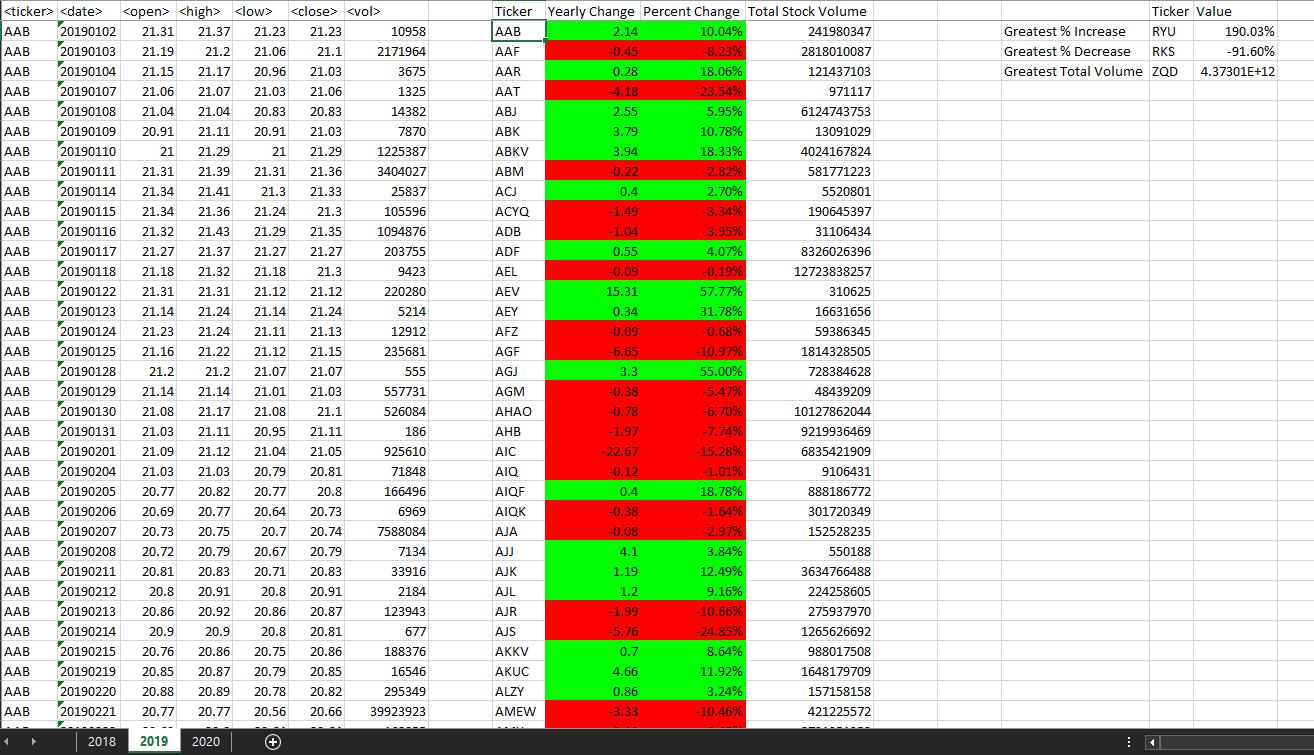 <ticker> <date> <open> <high> <low> <close> <vol> Ticker Yearly Change Percent Change Total Stock Volume Ticker Value
AAB 20190102 21.31 21.37 21.23 21.23 10958 AAB 2.14 10.04% 241980347 Greatest % Increase RYU 190.03%
AAB 20190103 21.19 21.2 21.06 21.1 2171964 AAF -0.45 -8.23% 2818010087 Greatest % Decrease RKS -91.60%
AAB 20190104 21.15 21.17 20.96 21.03 3675 AAR 0.28 18.06% 121437103 Greatest Total Volume ZQD 4.37301E+12
AAB 20190107 21.06 21.07 21.03 21.06 1325 AAT -4.18 -23.54% 971117
AAB 20190108 21.04 21.04 20.83 20.83 14382 ABJ 2.55 5.95% 6124743753
AAB 20190109 20.91 21.11 20.91 21.03 7870 ABK 3.79 10.78% 13091029
AAB 20190110 21 21.29 21 21.29 1225387 ABKV 3.94 18.33% 4024167824
AAB 20190111 21.31 21.39 21.31 21.36 3404027 ABM -0.22 -2.82% 581771223
AAB 20190114 21.34 21.41 21.3 21.33 25837 ACJ 0.4 2.70% 5520801
AAB 20190115 21.34 21.36 21.24 21.3 105596 ACYQ -1.49 -3.34% 190645397
AAB 20190116 21.32 21.43 21.29 21.35 1094876 ADB -1.04 -3.95% 31106434
AAB 20190117 21.27 21.37 21.27 21.27 203755 ADF 0.55 4.07% 8326026396
AAB 20190118 21.18 21.32 21.18 21.3 9423 AEL -0.09 -0.19% 12723838257
AAB 20190122 21.31 21.31 21.12 21.12 220280 AEV 15.31 57.77% 310625
AAB 20190123 21.14 21.24 21.14 21.24 5214 AEY 0.34 31.78% 16631656
AAB 20190124 21.23 21.24 21.11 21.13 12912 AFZ -0.09 -0.68% 59386345
AAB 20190125 21.16 21.22 21.12 21.15 235681 AGF -6.65 -10.97% 1814328505
AAB 20190128 21.2 21.2 21.07 21.07 555 AGJ 3.3 55.00% 728384628
AAB 20190129 21.14 21.14 21.01 21.03 557731 AGM -0.38 -5.47% 48439209
AAB 20190130 21.08 21.17 21.08 21.1 526084 AHAO -0.78 -6.70% 10127862044
AAB 20190131 21.03 21.11 20.95 21.11 186 AHB -1.97 -7.74% 9219936469
AAB 20190201 21.09 21.12 21.04 21.05 925610 AIC -22.67 -15.28% 6835421909
AAB 20190204 21.03 21.03 20.79 20.81 71848 AIQ -0.12 -1.01% 9106431
AAB 20190205 20.77 20.82 20.77 20.8 166496 AIQF 0.4 18.78% 888186772
AAB 20190206 20.69 20.77 20.64 20.73 6969 AIQK -0.38 -1.64% 301720349
AAB 20190207 20.73 20.75 20.7 20.74 7588084 AJA -0.08 -2.97% 152528235
AAB 20190208 20.72 20.79 20.67 20.79 7134 AJJ 4.1 3.84% 550188
AAB 20190211 20.81 20.83 20.71 20.83 33916 AJK 1.19 12.49% 3634766488
AAB 20190212 20.8 20.91 20.8 20.91 2184 AJL 1.2 9.16% 224258605
AAB 20190213 20.86 20.92 20.86 20.87 123943 AJR -1.99 -10.66% 275937970
AAB 20190214 20.9 20.9 20.8 20.81 677 AJS -5.76 -24.85% 1265626692
AAB 20190215 20.76 20.86 20.75 20.86 188376 AKKV 0.7 8.64% 988017508
AAB 20190219 20.85 20.87 20.79 20.85 16546 AKUC 4.66 11.92% 1648179709
AAB 20190220 20.88 20.89 20.78 20.82 295349 ALZY 0.86 3.24% 157158158
AAB 20190221 20.77 20.77 20.56 20.66 39923923 AMEW -3.33 -10.46% 421225572
2018 2019 2020